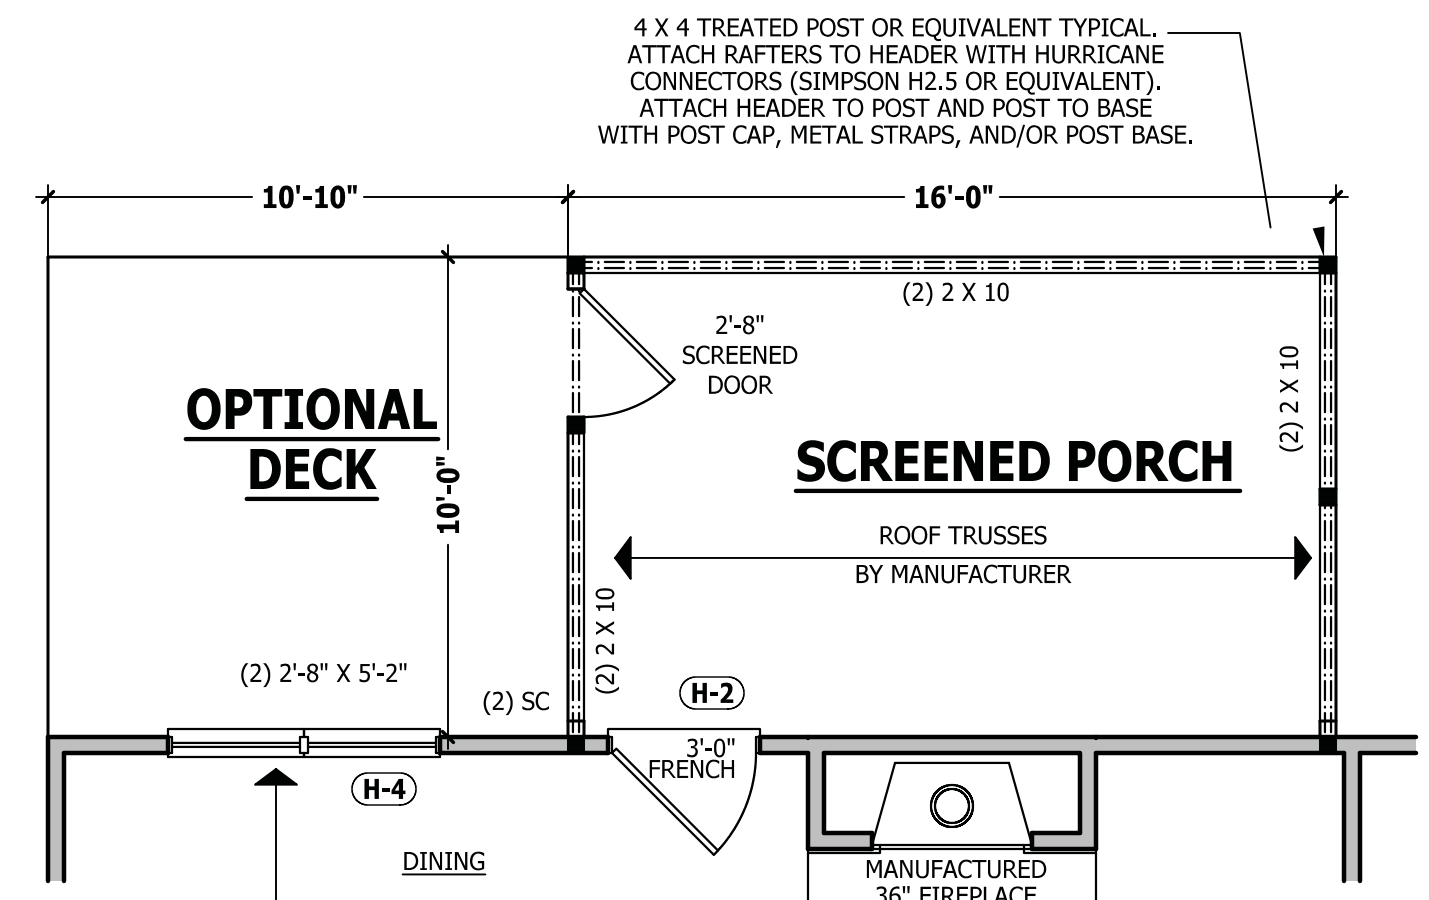 4 X 4 TREATED POST OR EQUIVALENT TYPICAL.
ATTACH RAFTERS TO HEADER WITH HURRICANE
CONNECTORS (SIMPSON H2.5 OR EQUIVALENT).
ATTACH HEADER TO POST AND POST TO BASE
WITH POST CAP, METAL STRAPS, AND/OR POST BASE.
10'-10"
16'-0"
(2) 2 X 10
2'-8"
SCREENED
DOOR
(2) 2 X 10
OPTIONAL
DECK
10'-0"
SCREENED PORCH
ROOF TRUSSES
BY MANUFACTURER
(2) 2 X 10
(2) 2'-8" X 5'-2"
(2) SC
H-2
3'-0"
FRENCH
H-4
DINING
MANUFACTURED
36" FIREPLACE